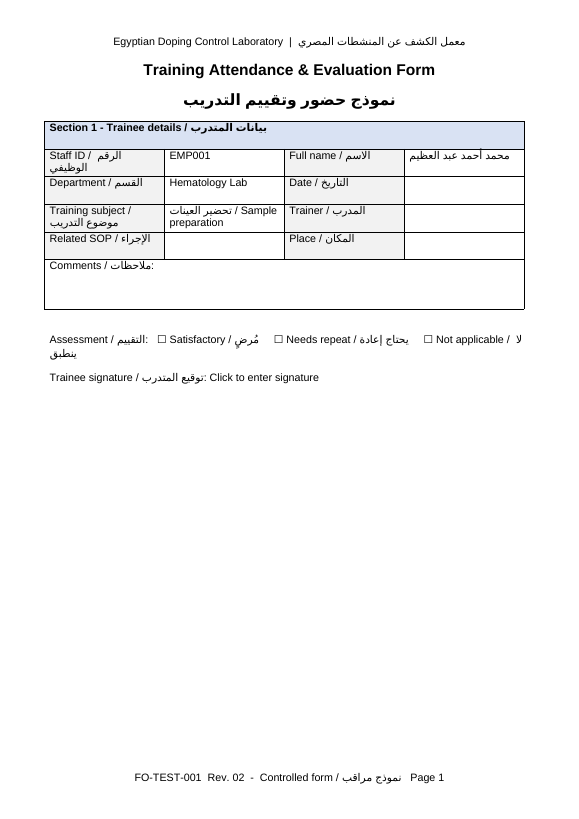 Egyptian Doping Control Laboratory | معمل الكشف عن المنشطات المصري
Training Attendance & Evaluation Form
نموذج حضور وتقييم التدريب
Section 1 - Trainee details / بيانات المتدرب
Staff ID / الرقم الوظيفي
EMP001
Full name / الاسم
محمد أحمد عبد العظيم
Department / القسم
Hematology Lab
Date / التاريخ
Training subject / موضوع التدريب
تحضير العينات / Sample preparation
Trainer / المدرب
Related SOP / الإجراء
Place / المكان
Comments / ملاحظات:
Assessment / التقييم: ☐ Satisfactory / مُرضٍ ☐ Needs repeat / يحتاج إعادة ☐ Not applicable / لا ينطبق
Trainee signature / توقيع المتدرب: Click to enter signature
FO-TEST-001 Rev. 02 - Controlled form / نموذج مراقب Page 1